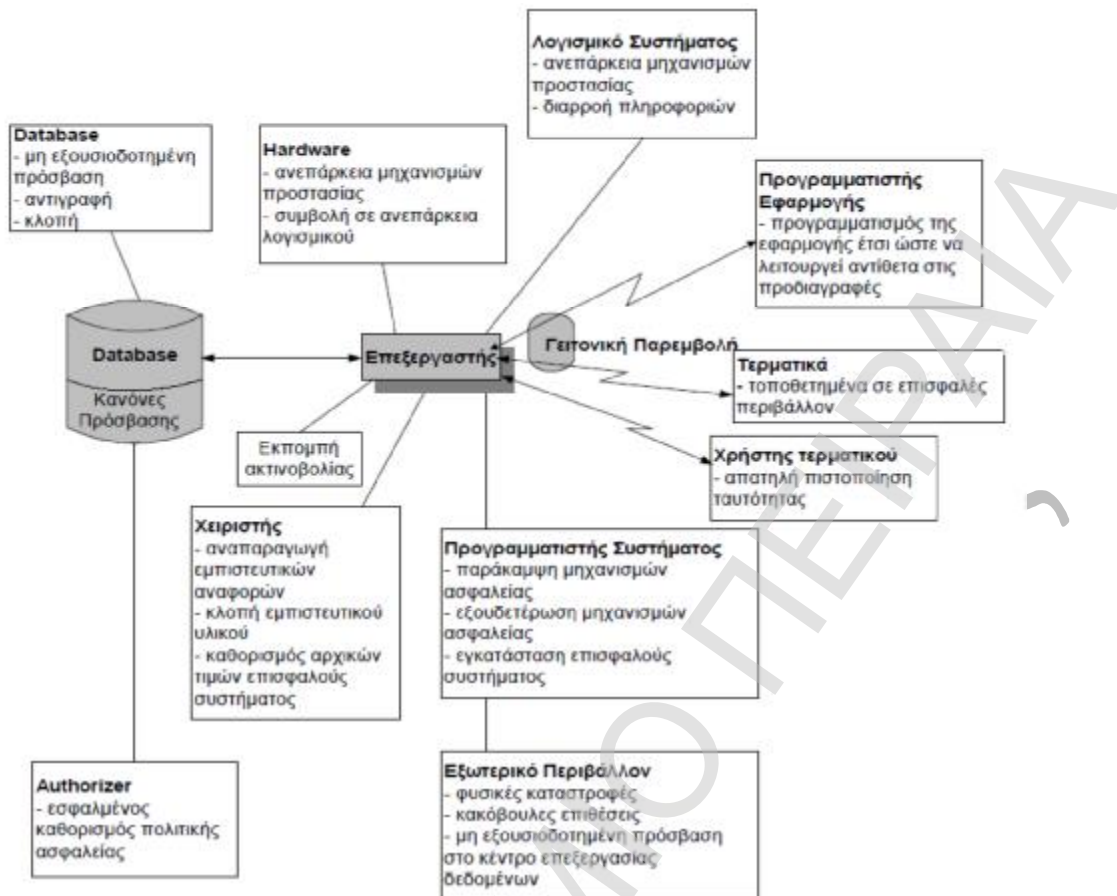 Λογισμικό Συστήματος
- ανεπάρκεια μηχανισμών
προστασίας
- διαρροή πληροφοριών
Database
- μη εξουσιοδοτημένη
πρόσβαση
- αντιγραφή
- κλοπή
Hardware
- ανεπάρκεια μηχανισμών
προστασίας
- συμβολή σε ανεπάρκεια
λογισμικού
Προγραμματιστής
Εφαρμογής
- προγραμματισμός της
εφαρμογής έτσι ώστε να
λειτουργεί αντίθετα στις
προδιαγραφές
Database
Κανόνες
Πρόσβασης
Επεξεργαστής
Γειτονική Παρεμβολή
Τερματικά
- τοποθετημένα σε επισφαλές
περιβάλλον
Χρήστης τερματικού
- απατηλή πιστοποίηση
ταυτότητας
Εκπομπή
ακτινοβολίας
Χειριστής
- αναπαραγωγή
εμπιστευτικών
αναφορών
- κλοπή εμπιστευτικού
υλικού
- καθορισμός αρχικών
τιμών επισφαλούς
συστήματος
Προγραμματιστής Συστήματος
- παράκαμψη μηχανισμών
ασφαλείας
- εξουδετέρωση μηχανισμών
ασφαλείας
- εγκατάσταση επισφαλούς
συστήματος
Authorizer
- εσφαλμένος
καθορισμός πολιτικής
ασφαλείας
Εξωτερικό Περιβάλλον
- φυσικές καταστροφές
- κακόβουλες επιθέσεις
- μη εξουσιοδοτημένη πρόσβαση
στο κέντρο επεξεργασίας
δεδομένων
ΜΙΟ ΠΕΙΡΑΙΑ